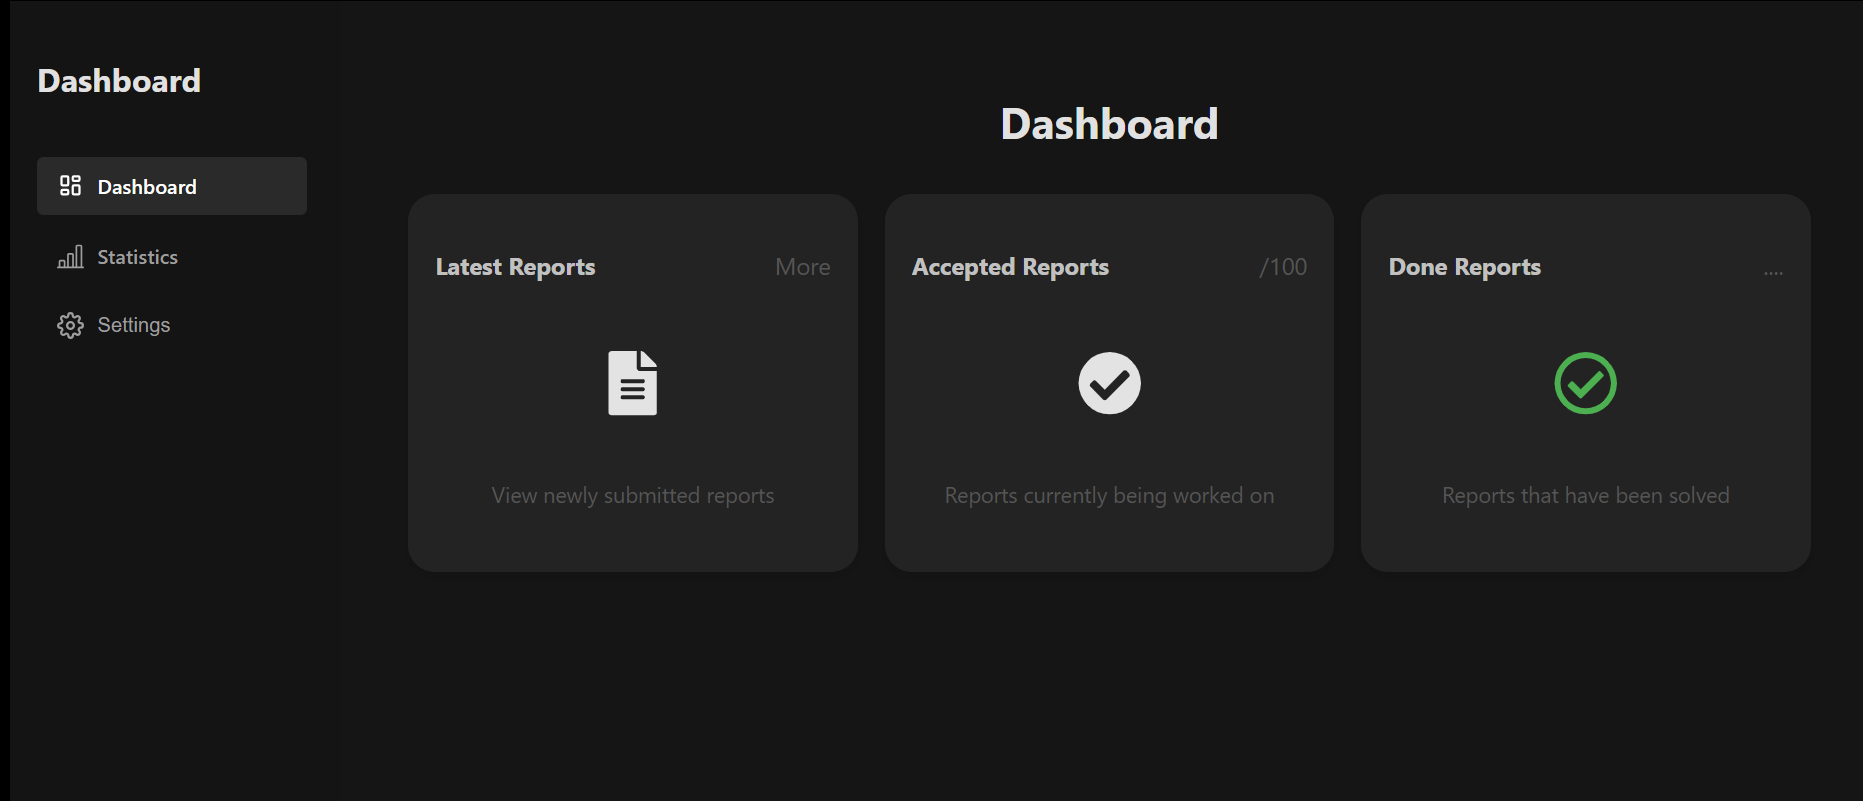 Dashboard
Dashboard
Statistics
Settings
Dashboard
Latest Reports More
View newly submitted reports
Accepted Reports /100
Reports currently being worked on
Done Reports ....
Reports that have been solved